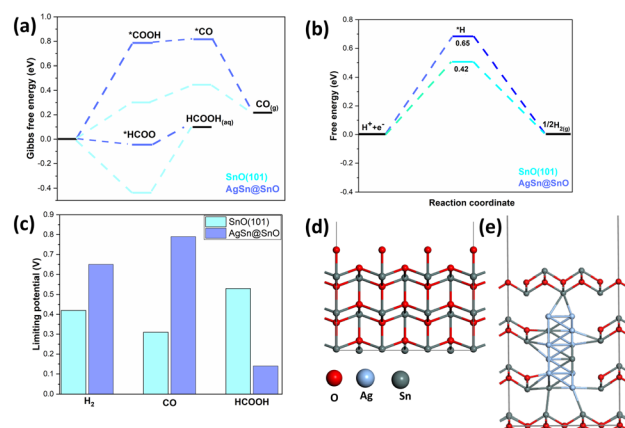 (a)
1.0
0.8
0.6
0.4
0.2
0.0
0.2
0.4
Gibbs free energy (eV)
*COOH
*CO
CO(g)
*HCOO
HCOOH(aq)
SnO(101)
AgSn@SnO
(b)
0.8
0.6
0.4
0.2
0.0
-0.2
-0.4
Free energy (eV)
*H
0.65
0.42
H⁺+e⁻
1/2H2(g)
SnO(101)
AgSn@SnO
Reaction coordinate
(c)
0.9
0.8
0.7
0.6
0.5
0.4
0.3
0.2
0.1
0.0
Limiting potential (V)
SnO(101)
AgSn@SnO
H2
CO
HCOOH
(d)
O
Ag
Sn
(e)